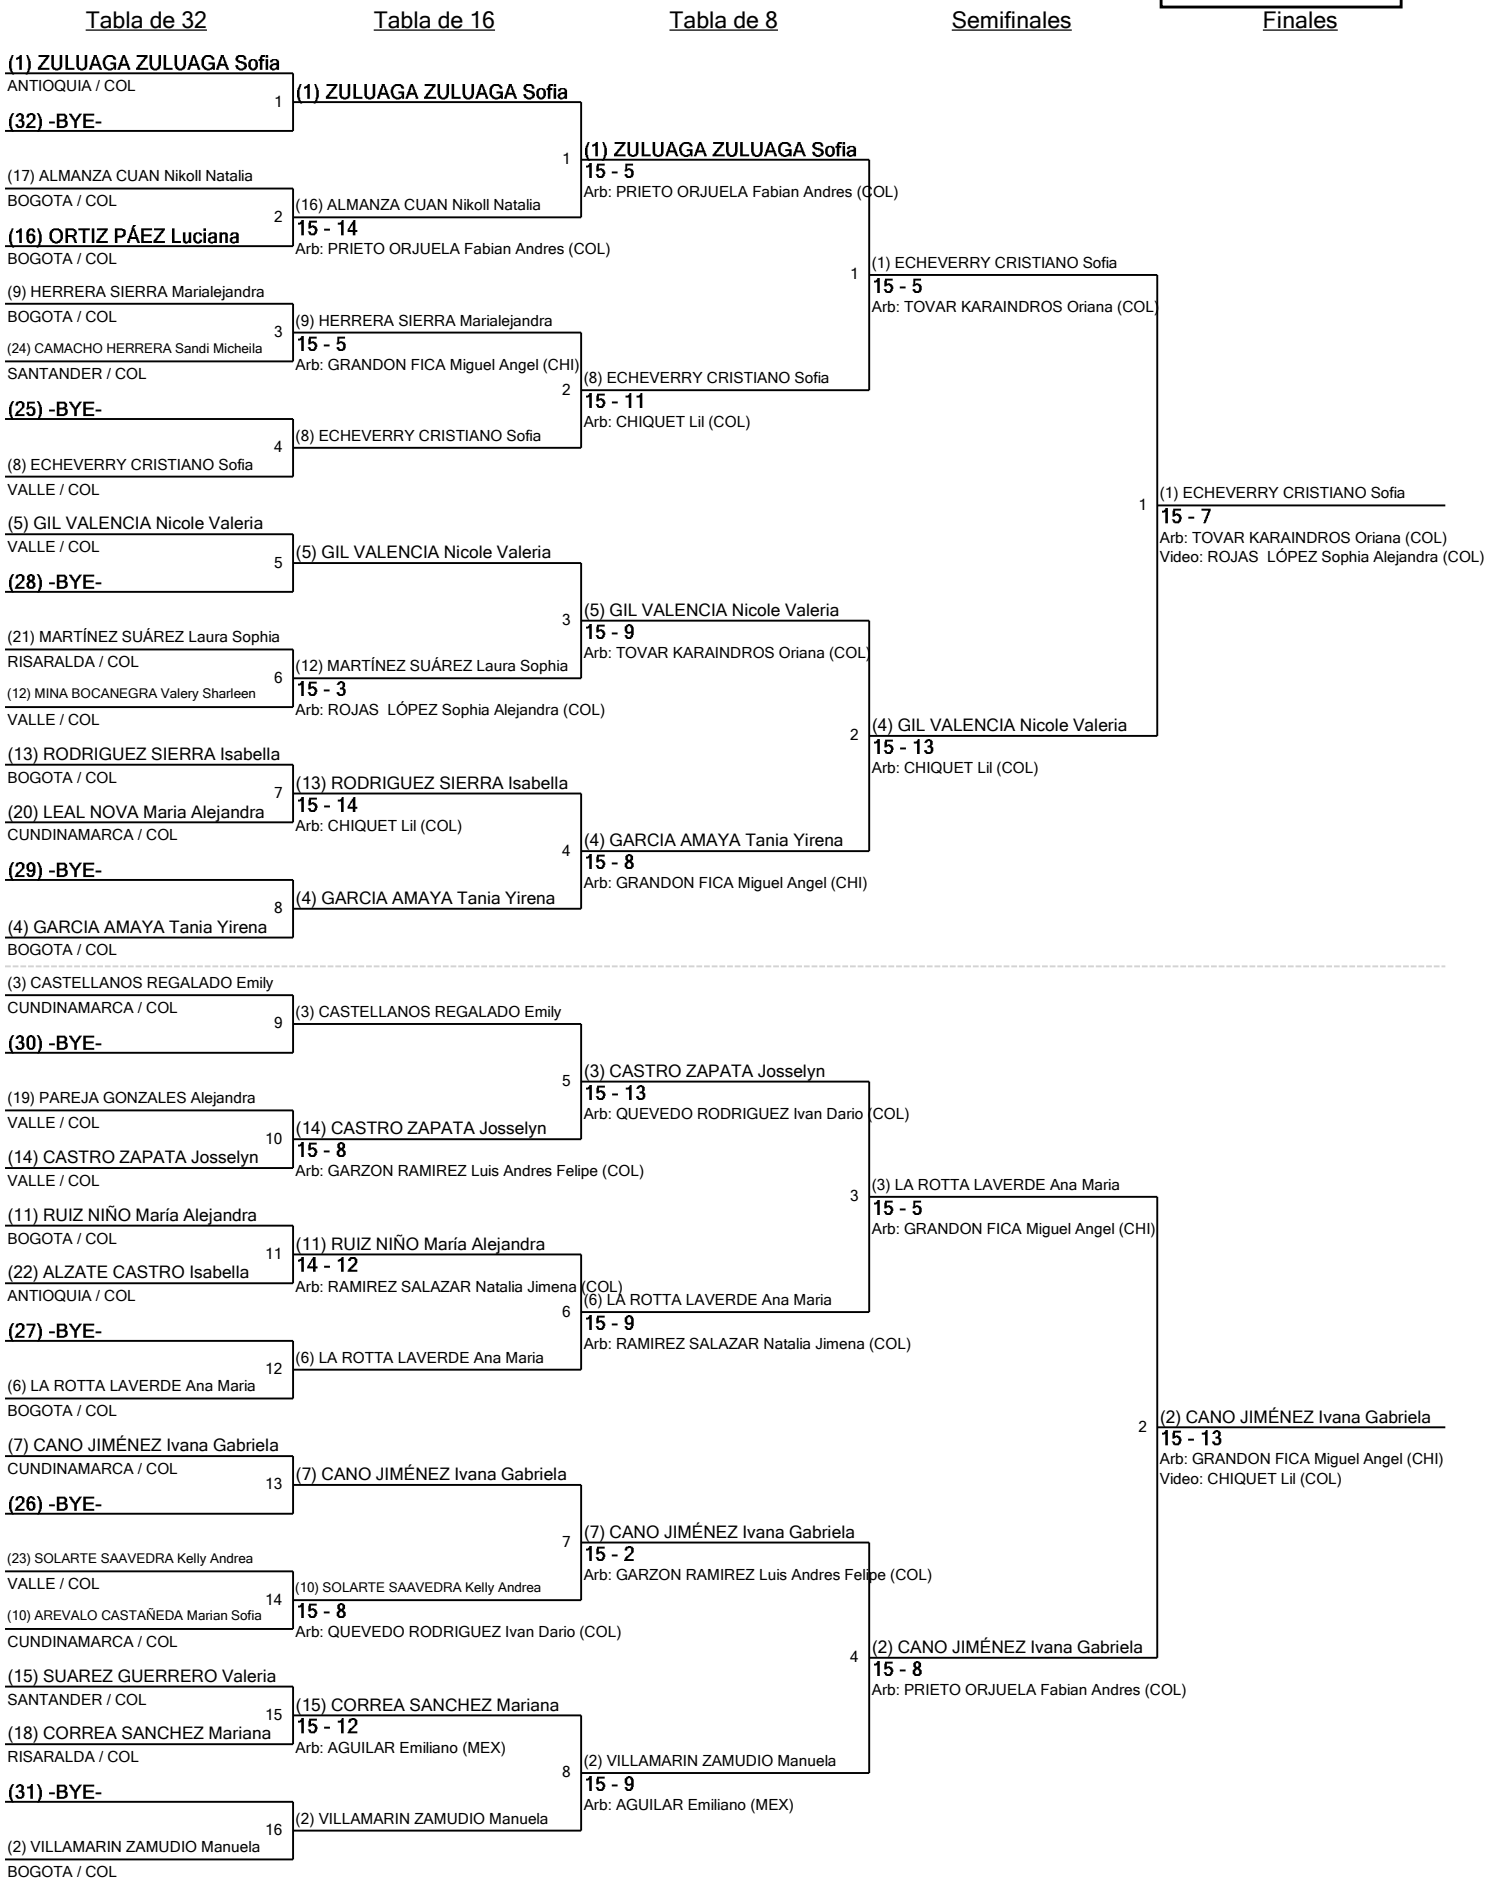 Tabla de 32
Tabla de 16
Tabla de 8
Semifinales
Finales
(1) ZULUAGA ZULUAGA Sofia
ANTIOQUIA / COL
1
(32) -BYE-
(17) ALMANZA CUAN Nikoll Natalia
BOGOTA / COL
2
(16) ORTIZ PÁEZ Luciana
BOGOTA / COL
(9) HERRERA SIERRA Marialejandra
BOGOTA / COL
3
(24) CAMACHO HERRERA Sandi Micheila
SANTANDER / COL
(25) -BYE-
4
(8) ECHEVERRY CRISTIANO Sofia
VALLE / COL
(5) GIL VALENCIA Nicole Valeria
VALLE / COL
5
(28) -BYE-
(21) MARTÍNEZ SUÁREZ Laura Sophia
RISARALDA / COL
6
(12) MINA BOCANEGRA Valery Sharleen
VALLE / COL
(13) RODRIGUEZ SIERRA Isabella
BOGOTA / COL
7
(20) LEAL NOVA Maria Alejandra
CUNDINAMARCA / COL
(29) -BYE-
8
(4) GARCIA AMAYA Tania Yirena
BOGOTA / COL
(3) CASTELLANOS REGALADO Emily
CUNDINAMARCA / COL
9
(30) -BYE-
(19) PAREJA GONZALES Alejandra
VALLE / COL
10
(14) CASTRO ZAPATA Josselyn
VALLE / COL
(11) RUIZ NIÑO María Alejandra
BOGOTA / COL
11
(22) ALZATE CASTRO Isabella
ANTIOQUIA / COL
(27) -BYE-
12
(6) LA ROTTA LAVERDE Ana Maria
BOGOTA / COL
(7) CANO JIMÉNEZ Ivana Gabriela
CUNDINAMARCA / COL
13
(26) -BYE-
(23) SOLARTE SAAVEDRA Kelly Andrea
VALLE / COL
14
(10) AREVALO CASTAÑEDA Marian Sofia
CUNDINAMARCA / COL
(15) SUAREZ GUERRERO Valeria
SANTANDER / COL
15
(18) CORREA SANCHEZ Mariana
RISARALDA / COL
(31) -BYE-
16
(2) VILLAMARIN ZAMUDIO Manuela
BOGOTA / COL
(1) ZULUAGA ZULUAGA Sofia
1
(16) ALMANZA CUAN Nikoll Natalia
15 - 14
Arb: PRIETO ORJUELA Fabian Andres (COL)
(9) HERRERA SIERRA Marialejandra
15 - 5
Arb: GRANDON FICA Miguel Angel (CHI)
2
(8) ECHEVERRY CRISTIANO Sofia
(5) GIL VALENCIA Nicole Valeria
3
(12) MARTÍNEZ SUÁREZ Laura Sophia
15 - 3
Arb: ROJAS  LÓPEZ Sophia Alejandra (COL)
(13) RODRIGUEZ SIERRA Isabella
15 - 14
Arb: CHIQUET Lil (COL)
4
(4) GARCIA AMAYA Tania Yirena
(3) CASTELLANOS REGALADO Emily
5
(14) CASTRO ZAPATA Josselyn
15 - 8
Arb: GARZON RAMIREZ Luis Andres Felipe (COL)
(11) RUIZ NIÑO María Alejandra
14 - 12
Arb: RAMIREZ SALAZAR Natalia Jimena (COL)
6
(6) LA ROTTA LAVERDE Ana Maria
(7) CANO JIMÉNEZ Ivana Gabriela
7
(10) SOLARTE SAAVEDRA Kelly Andrea
15 - 8
Arb: QUEVEDO RODRIGUEZ Ivan Dario (COL)
(15) CORREA SANCHEZ Mariana
15 - 12
Arb: AGUILAR Emiliano (MEX)
8
(2) VILLAMARIN ZAMUDIO Manuela
(1) ZULUAGA ZULUAGA Sofia
15 - 5
Arb: PRIETO ORJUELA Fabian Andres (COL)
1
(8) ECHEVERRY CRISTIANO Sofia
15 - 11
Arb: CHIQUET Lil (COL)
(5) GIL VALENCIA Nicole Valeria
15 - 9
Arb: TOVAR KARAINDROS Oriana (COL)
2
(4) GARCIA AMAYA Tania Yirena
15 - 8
Arb: GRANDON FICA Miguel Angel (CHI)
(3) CASTRO ZAPATA Josselyn
15 - 13
Arb: QUEVEDO RODRIGUEZ Ivan Dario (COL)
3
(6) LA ROTTA LAVERDE Ana Maria
15 - 9
Arb: RAMIREZ SALAZAR Natalia Jimena (COL)
(7) CANO JIMÉNEZ Ivana Gabriela
15 - 2
Arb: GARZON RAMIREZ Luis Andres Felipe (COL)
4
(2) VILLAMARIN ZAMUDIO Manuela
15 - 9
Arb: AGUILAR Emiliano (MEX)
(1) ECHEVERRY CRISTIANO Sofia
15 - 5
Arb: TOVAR KARAINDROS Oriana (COL)
1
(4) GIL VALENCIA Nicole Valeria
15 - 13
Arb: CHIQUET Lil (COL)
(3) LA ROTTA LAVERDE Ana Maria
15 - 5
Arb: GRANDON FICA Miguel Angel (CHI)
2
(2) CANO JIMÉNEZ Ivana Gabriela
15 - 8
Arb: PRIETO ORJUELA Fabian Andres (COL)
(1) ECHEVERRY CRISTIANO Sofia
15 - 7
Arb: TOVAR KARAINDROS Oriana (COL)
Video: ROJAS  LÓPEZ Sophia Alejandra (COL)
(2) CANO JIMÉNEZ Ivana Gabriela
15 - 13
Arb: GRANDON FICA Miguel Angel (CHI)
Video: CHIQUET Lil (COL)